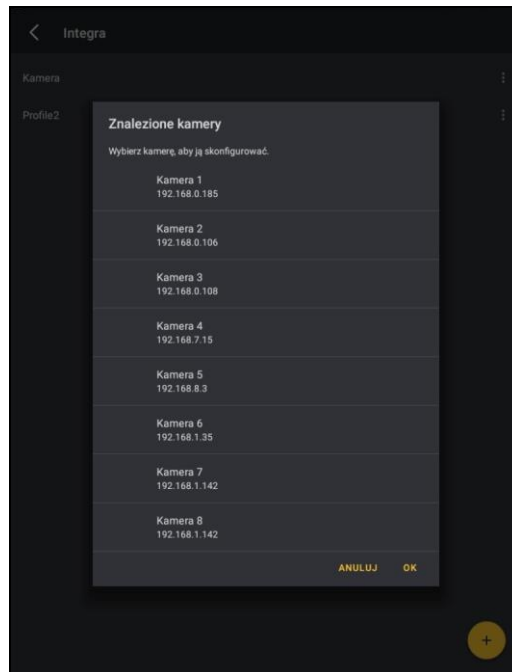 Integra
Kamera
Profile2
Znalezione kamery
Wybierz kamerę, aby ją skonfigurować.
Kamera 1
192.168.0.185
Kamera 2
192.168.0.106
Kamera 3
192.168.0.108
Kamera 4
192.168.7.15
Kamera 5
192.168.8.3
Kamera 6
192.168.1.35
Kamera 7
192.168.1.142
Kamera 8
192.168.1.142
ANULUJ OK
+